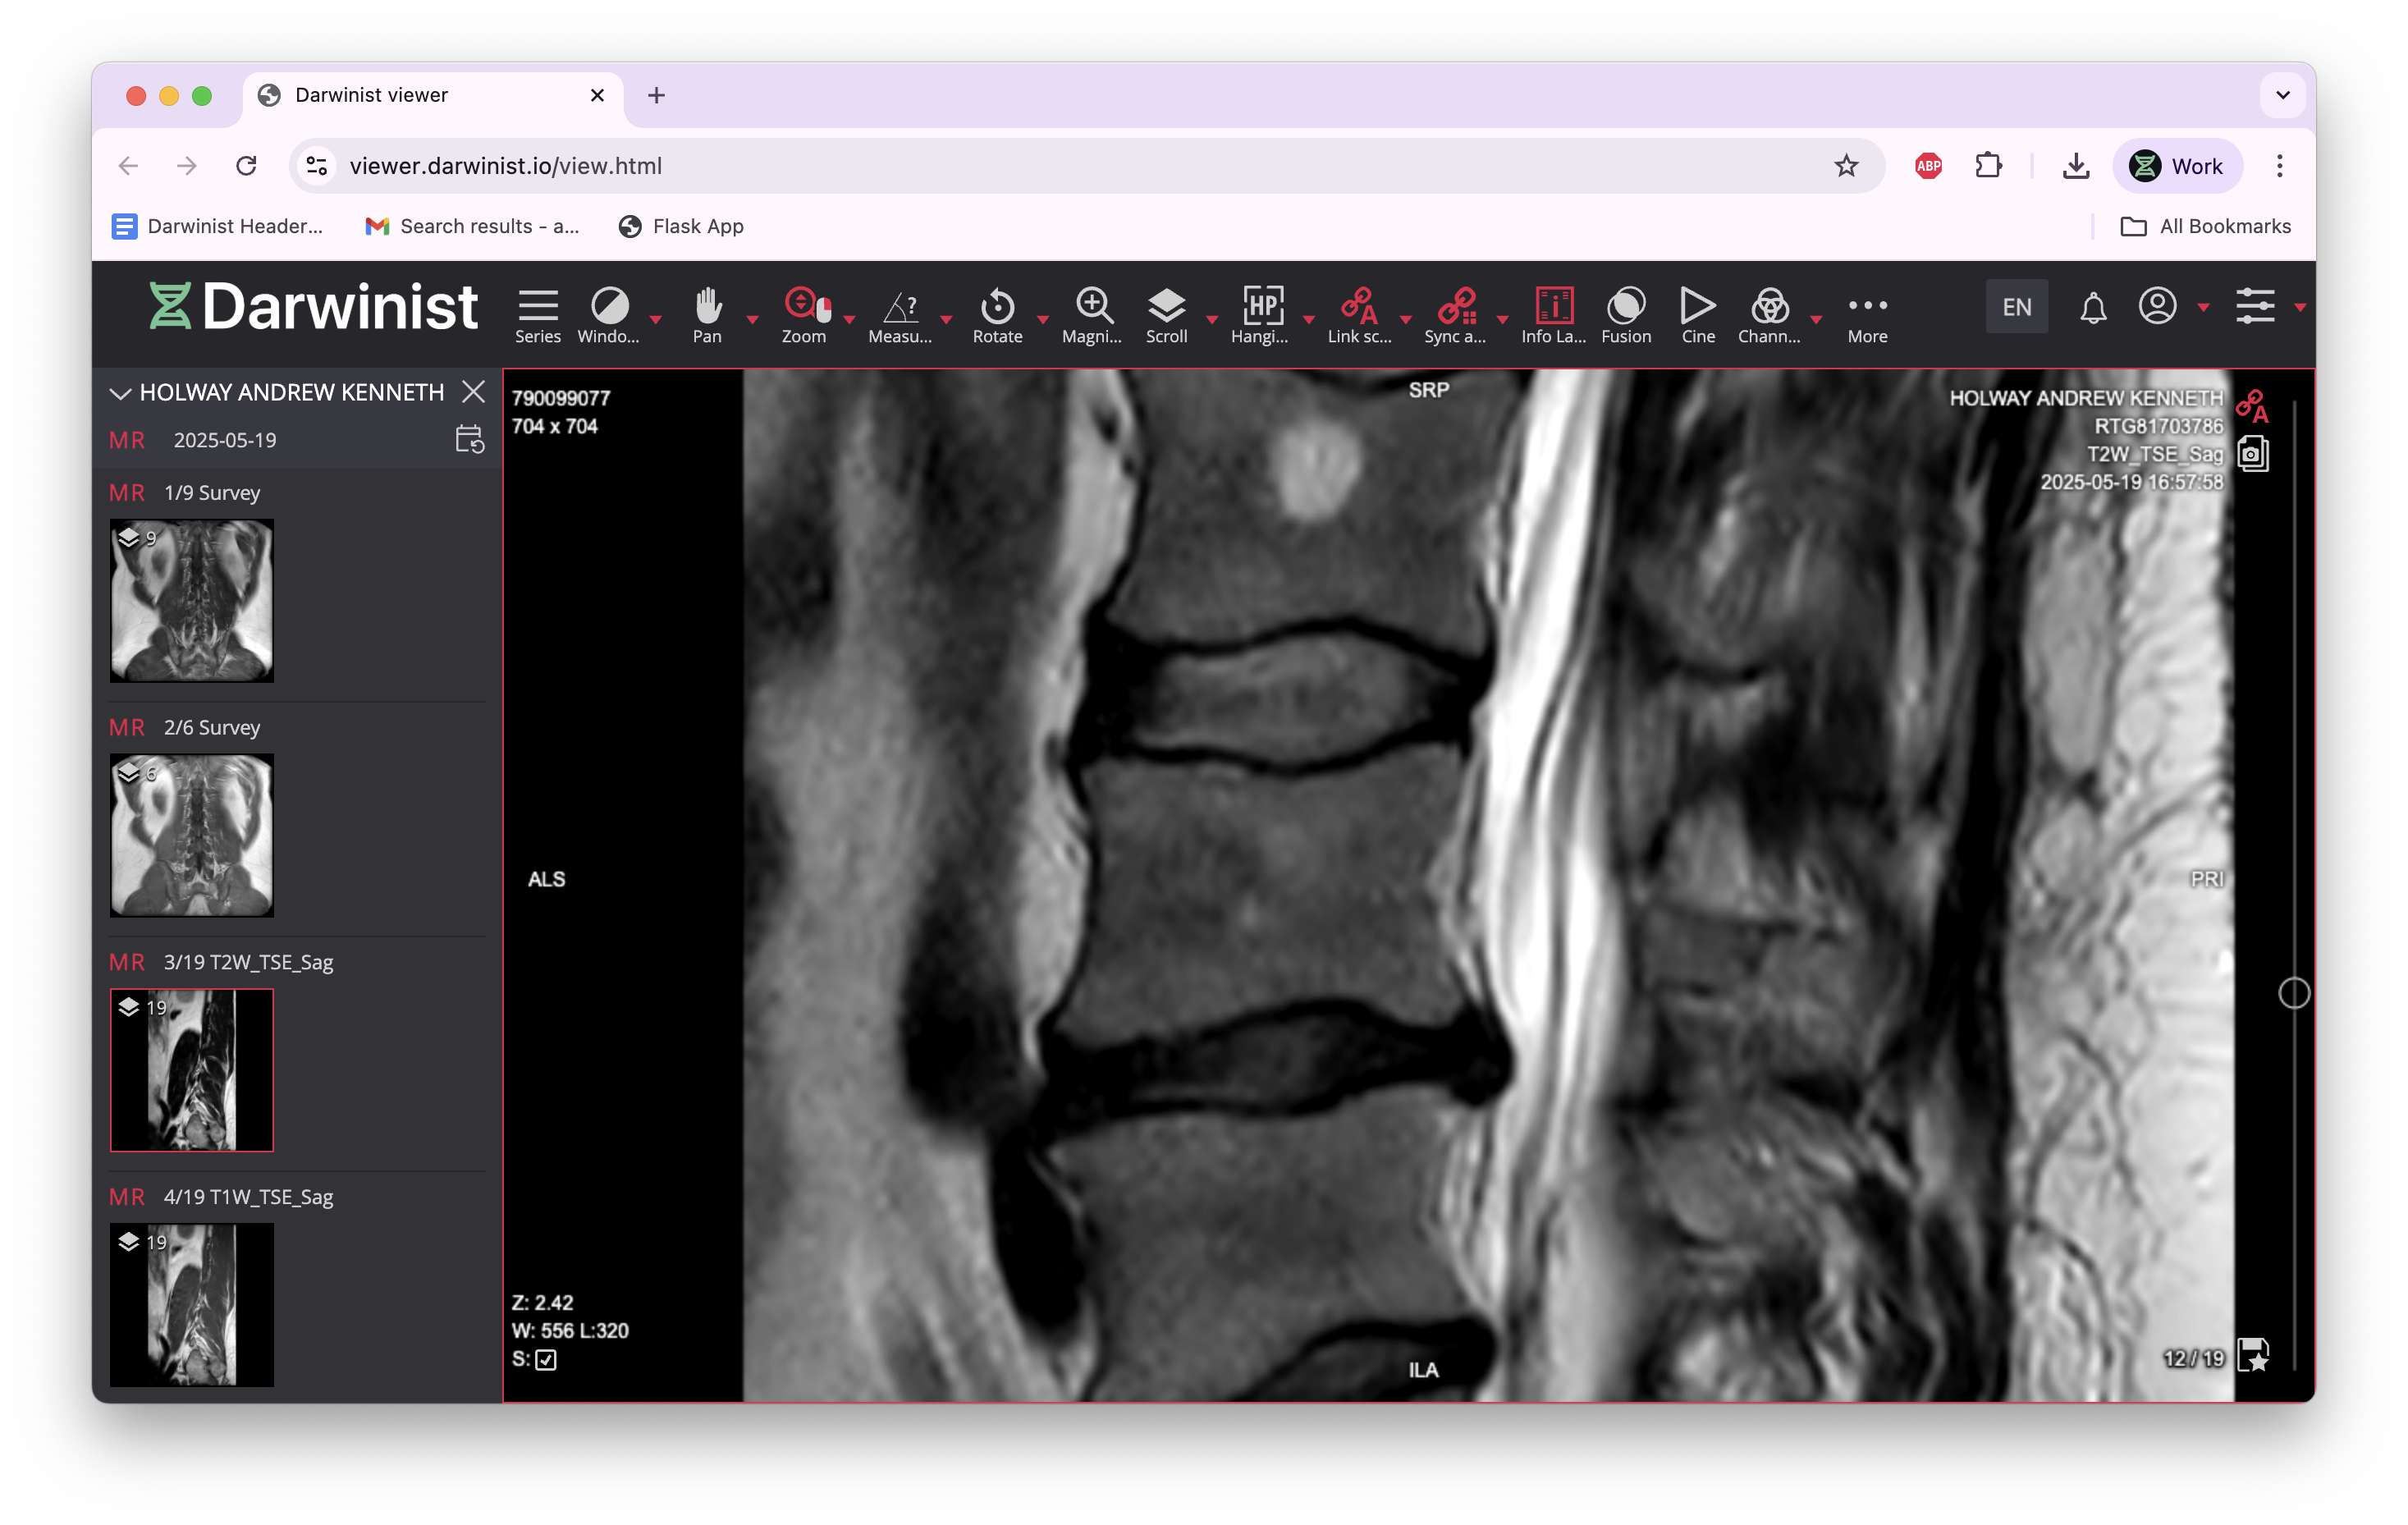 Darwinist viewer
viewer.darwinist.io/view.html
ABP
Work
Darwinist Header...
Search results - a...
Flask App
All Bookmarks
Darwinist
Series
Windo...
Pan
Zoom
?
Measu...
Rotate
Magni...
Scroll
HP
Hangi...
A
Link sc...
Sync a...
Info La...
Fusion
Cine
Chann...
More
EN
HOLWAY ANDREW KENNETH
MR 2025-05-19
MR 1/9 Survey
9
MR 2/6 Survey
6
MR 3/19 T2W_TSE_Sag
19
MR 4/19 T1W_TSE_Sag
19
790099077
704 x 704
SRP
HOLWAY ANDREW KENNETH
RTG81703786
T2W_TSE_Sag
2025-05-19 16:57:58
A
ALS
PRI
Z: 2.42
W: 556 L:320
S:
ILA
12 / 19